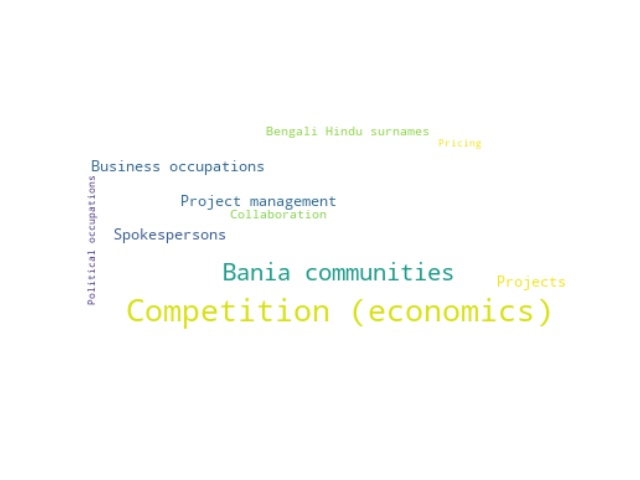 Bengali Hindu surnames
Pricing
Business occupations
Political occupations
Project management
Collaboration
Spokespersons
Bania communities
Projects
Competition (economics)